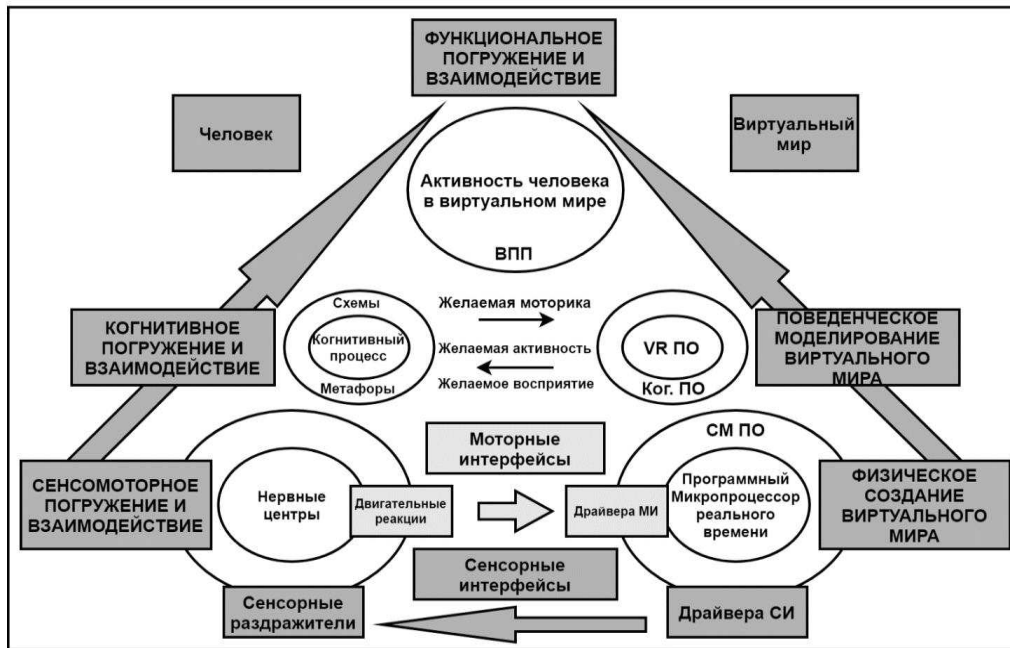 ФУНКЦИОНАЛЬНОЕ
ПОГРУЖЕНИЕ И
ВЗАИМОДЕЙСТВИЕ
Человек
Виртуальный
мир
Активность человека
в виртуальном мире
ВПП
Схемы
Когнитивный
процесс
Метафоры
Желаемая моторика
Желаемая активность
Желаемое восприятие
VR ПО
Ког. ПО
КОГНИТИВНОЕ
ПОГРУЖЕНИЕ И
ВЗАИМОДЕЙСТВИЕ
ПОВЕДЕНЧЕСКОЕ
МОДЕЛИРОВАНИЕ
ВИРТУАЛЬНОГО
МИРА
СЕНСОМОТОРНОЕ
ПОГРУЖЕНИЕ И
ВЗАИМОДЕЙСТВИЕ
Нервные
центры
Двигательные
реакции
Моторные
интерфейсы
Драйвера МИ
СМ ПО
Программный
Микропроцессор
реального
времени
ФИЗИЧЕСКОЕ
СОЗДАНИЕ
ВИРТУАЛЬНОГО
МИРА
Сенсорные
интерфейсы
Сенсорные
раздражители
Драйвера СИ